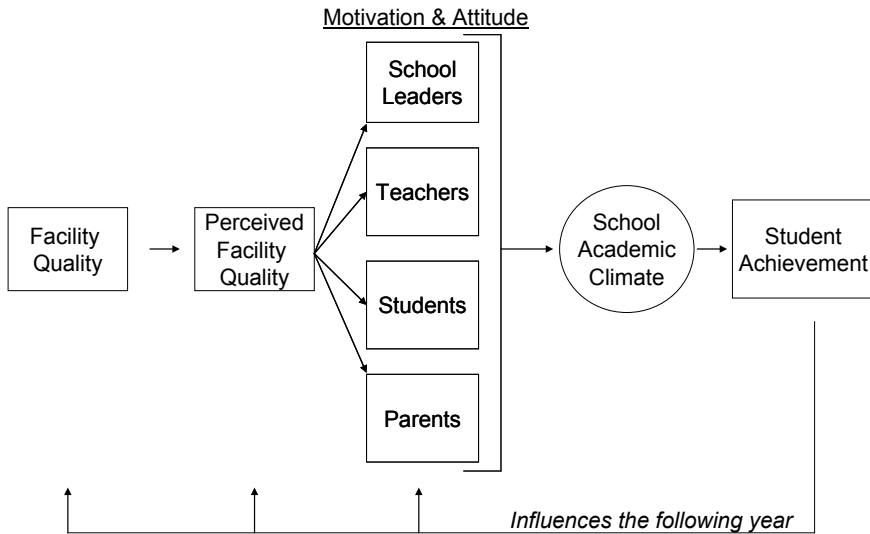 Motivation & Attitude
School
Leaders
Teachers
Students
Parents
Facility
Quality
Perceived
Facility
Quality
School
Academic
Climate
Student
Achievement
Influences the following year